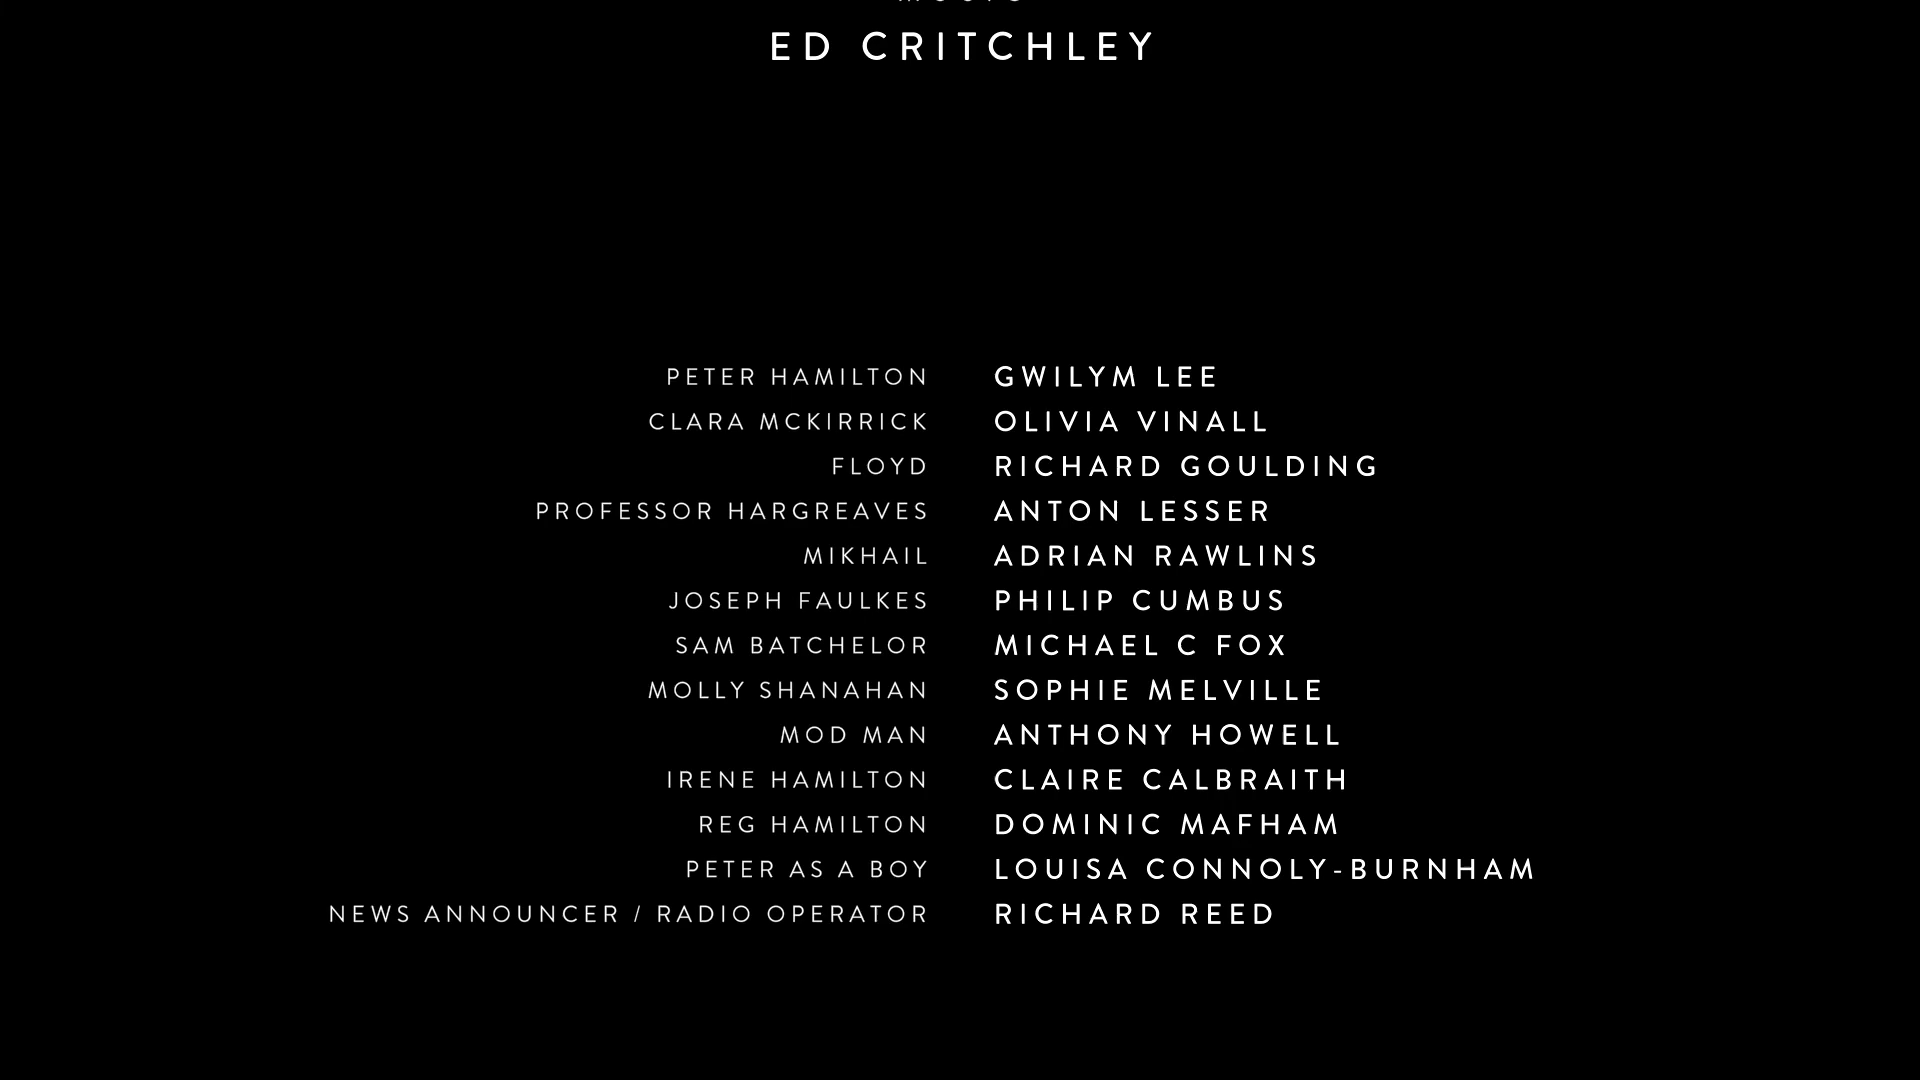 ED CRITCHLEY
PETER HAMILTON GWILYM LEE
CLARA MCKIRRICK OLIVIA VINALL
FLOYD RICHARD GOULDING
PROFESSOR HARGREAVES ANTON LESSER
MIKHAIL ADRIAN RAWLINS
JOSEPH FAULKES PHILIP CUMBUS
SAM BATCHELOR MICHAEL C FOX
MOLLY SHANAHAN SOPHIE MELVILLE
MOD MAN ANTHONY HOWELL
IRENE HAMILTON CLAIRE CALBRAITH
REG HAMILTON DOMINIC MAFHAM
PETER AS A BOY LOUISA CONNOLY-BURNHAM
NEWS ANNOUNCER / RADIO OPERATOR RICHARD REED